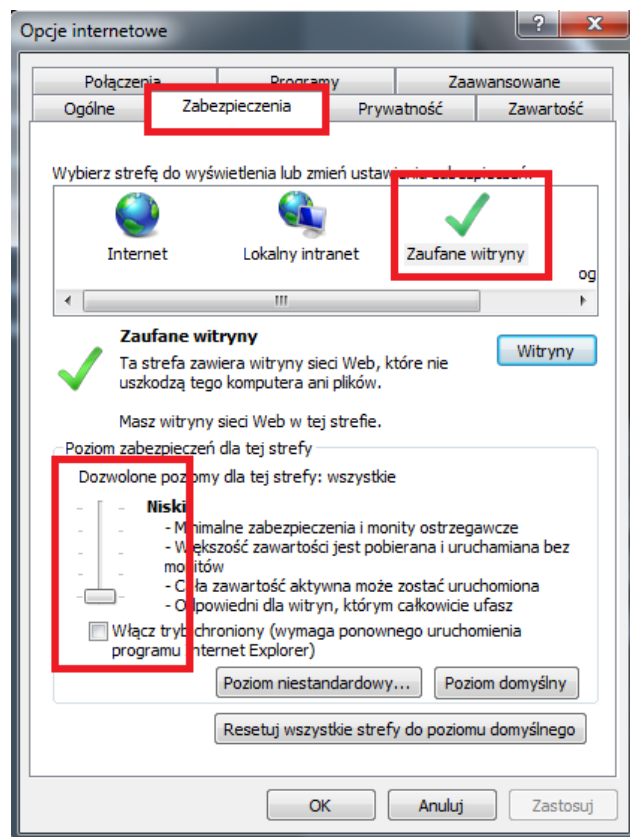 Opcje internetowe
?
X
Połączenia Programy Zaawansowane
Ogólne Zabezpieczenia Prywatność Zawartość
Wybierz strefę do wyświetlenia lub zmień ustawienia zabezpieczeń.
Internet Lokalny intranet Zaufane witryny
og
Zaufane witryny
Witryny
Ta strefa zawiera witryny sieci Web, które nie
uszkodzą tego komputera ani plików.
Masz witryny sieci Web w tej strefie.
Poziom zabezpieczeń dla tej strefy
Dozwolone poziomy dla tej strefy: wszystkie
Niski
- Minimalne zabezpieczenia i monity ostrzegawcze
- Większość zawartości jest pobierana i uruchamiana bez
monitów
- Cała zawartość aktywna może zostać uruchomiona
- Odpowiedni dla witryn, którym całkowicie ufasz
Włącz tryb chroniony (wymaga ponownego uruchomienia
programu Internet Explorer)
Poziom niestandardowy... Poziom domyślny
Resetuj wszystkie strefy do poziomu domyślnego
OK Anuluj Zastosuj